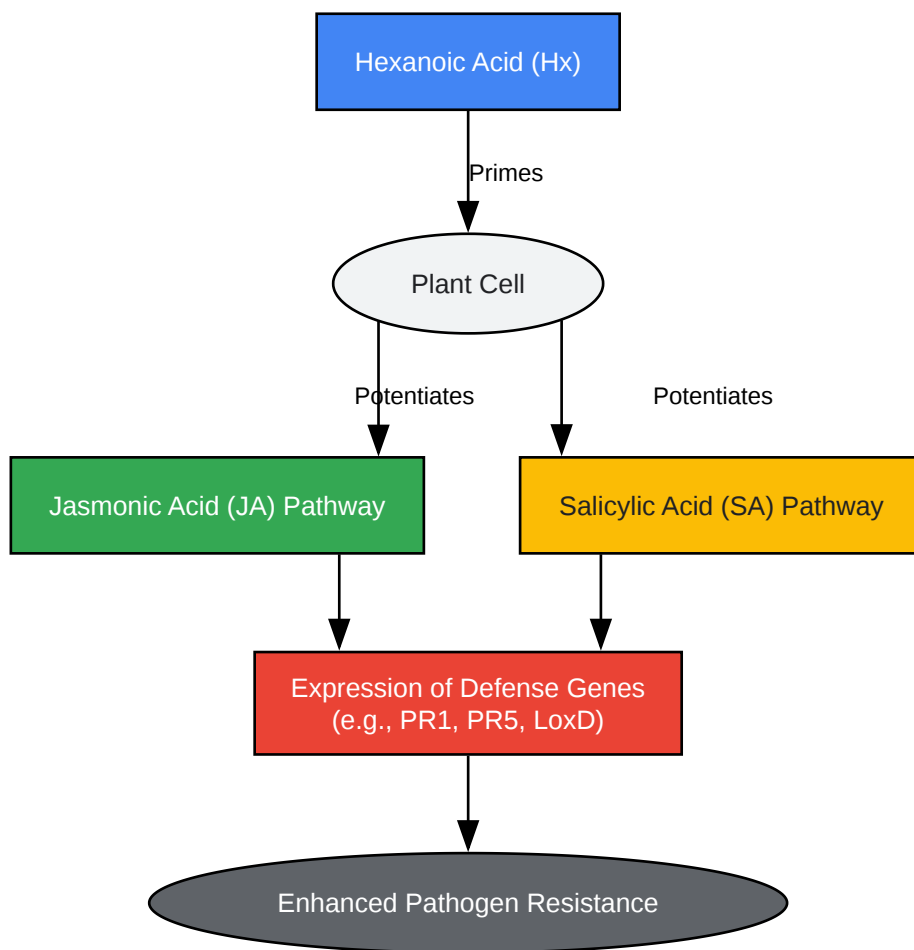 Hexanoic Acid (Hx)
Primes
Plant Cell
Potentiates
Potentiates
Jasmonic Acid (JA) Pathway
Salicylic Acid (SA) Pathway
Expression of Defense Genes
(e.g., PR1, PR5, LoxD)
Enhanced Pathogen Resistance